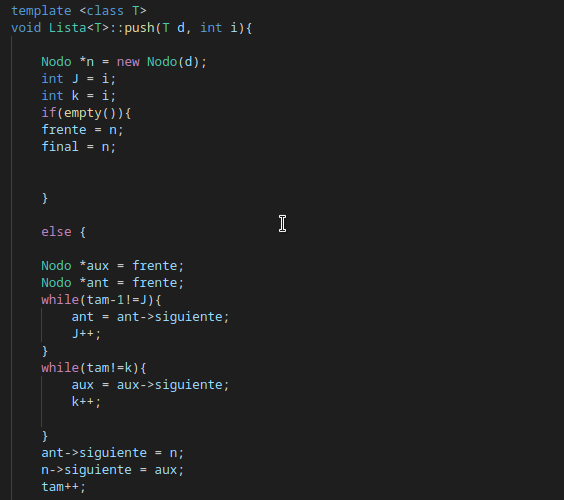 template <class T>
void Lista<T>::push(T d, int i){
Nodo *n = new Nodo(d);
int J = i;
int k = i;
if(empty()){
frente = n;
final = n;
}
else {
Nodo *aux = frente;
Nodo *ant = frente;
while(tam-1!=J){
ant = ant->siguiente;
J++;
}
while(tam!=k){
aux = aux->siguiente;
k++;
}
ant->siguiente = n;
n->siguiente = aux;
tam++;